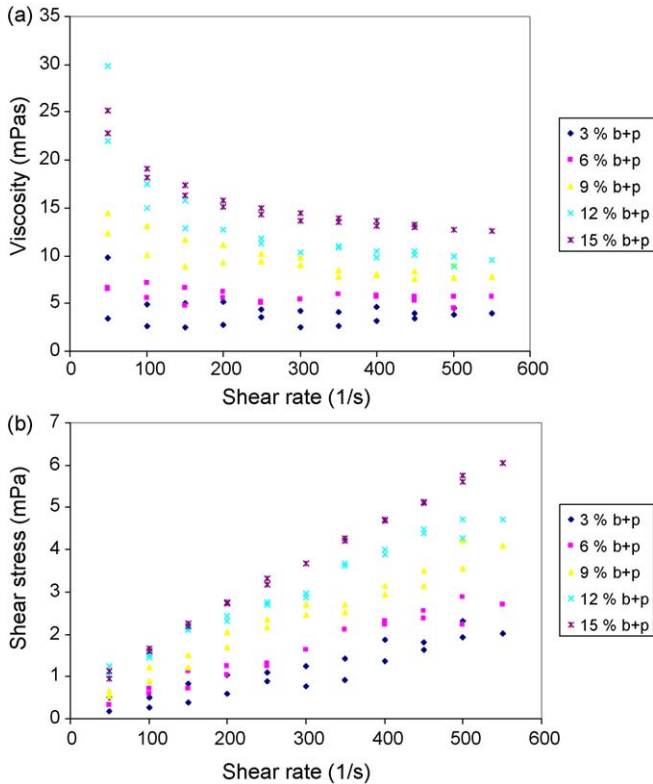 (a)
35
30
25
20
15
10
5
0
Viscosity (mPas)
0 100 200 300 400 500 600
Shear rate (1/s)
3 % b+p
6 % b+p
9 % b+p
12 % b+p
15 % b+p
(b)
7
6
5
4
3
2
1
0
Shear stress (mPa)
0 100 200 300 400 500 600
Shear rate (1/s)
3 % b+p
6 % b+p
9 % b+p
12 % b+p
15 % b+p